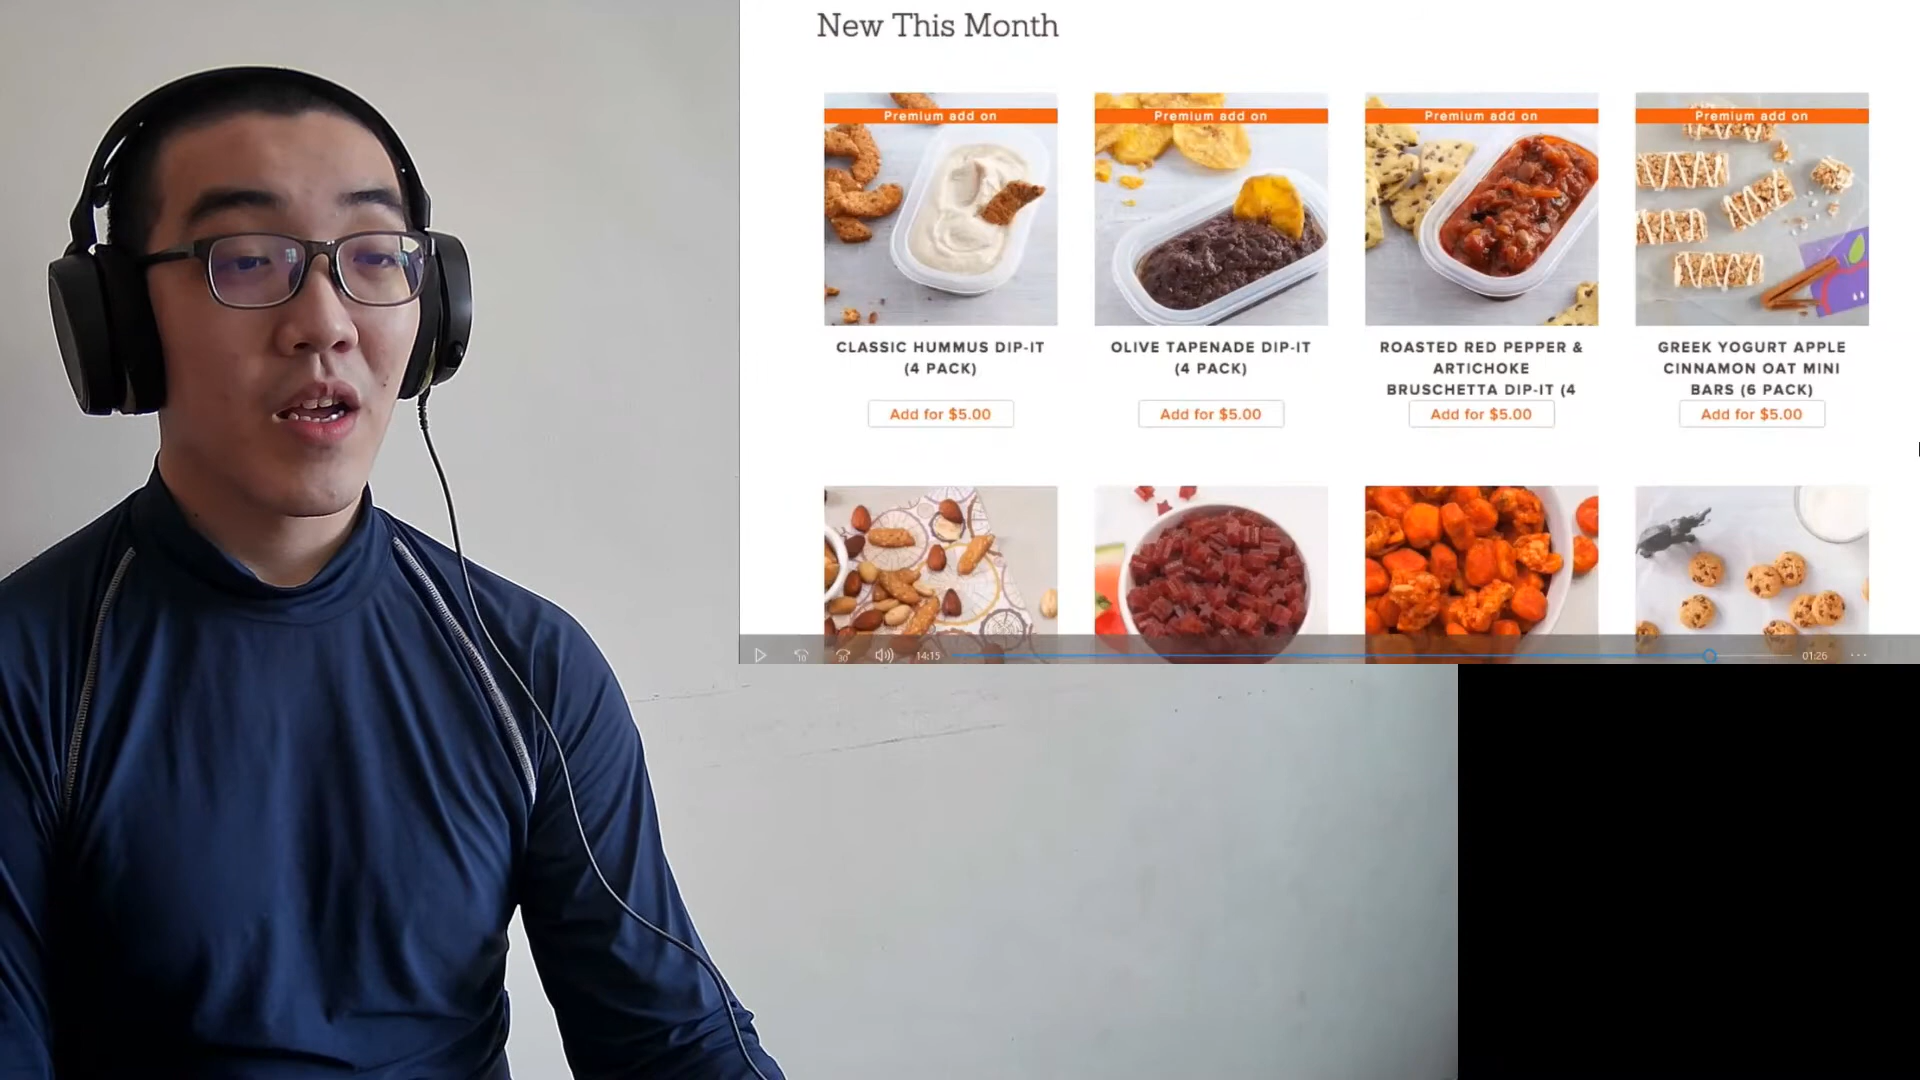 New This Month
Premium add on
Premium add on
Premium add on
Premium add on
CLASSIC HUMMUS DIP-IT
(4 PACK)
Add for $5.00
OLIVE TAPENADE DIP-IT
(4 PACK)
Add for $5.00
ROASTED RED PEPPER &
ARTICHOKE
BRUSCHETTA DIP-IT (4
Add for $5.00
GREEK YOGURT APPLE
CINNAMON OAT MINI
BARS (6 PACK)
Add for $5.00
10
30
14:15
01:26